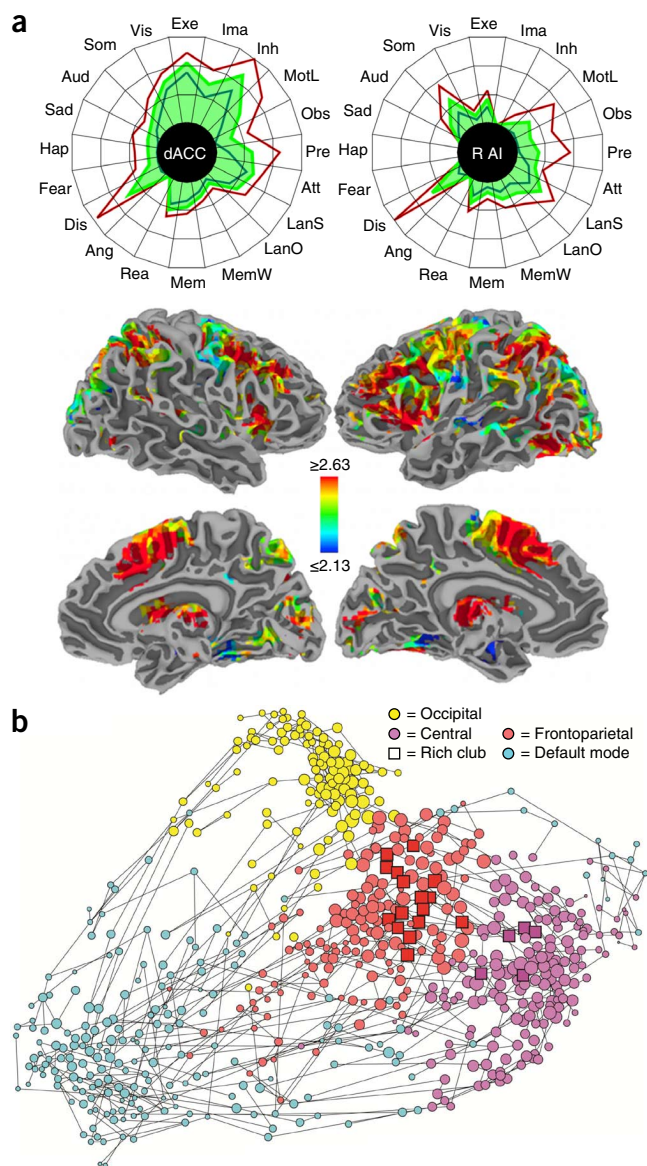 a
Exe
Vis
Ima
Som
Inh
Aud
MotL
Sad
Obs
Hap
dACC
Pre
Fear
Att
Dis
LanS
Ang
LanO
Rea
MemW
Mem
Exe
Vis
Ima
Som
Inh
Aud
MotL
Sad
Obs
Hap
R AI
Pre
Fear
Att
Dis
LanS
Ang
LanO
Rea
MemW
Mem
≥2.63
≤2.13
b
= Occipital
= Central
= Frontoparietal
= Rich club
= Default mode